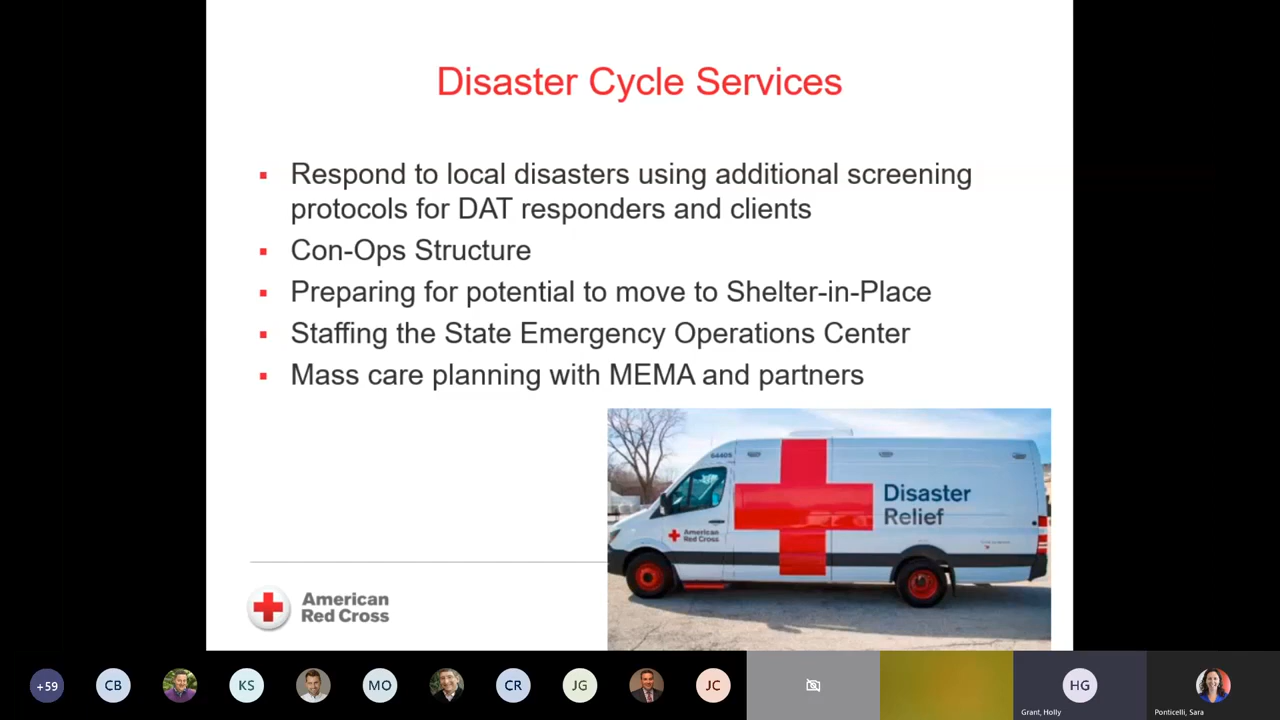 Disaster Cycle Services
Respond to local disasters using additional screening
protocols for DAT responders and clients
Con-Ops Structure
Preparing for potential to move to Shelter-in-Place
Staffing the State Emergency Operations Center
Mass care planning with MEMA and partners
Disaster
Relief
American
Red Cross
American
Red Cross
+59
CB
KS
MO
CR
JG
JC
HG
Grant, Holly
Ponticelli, Sara